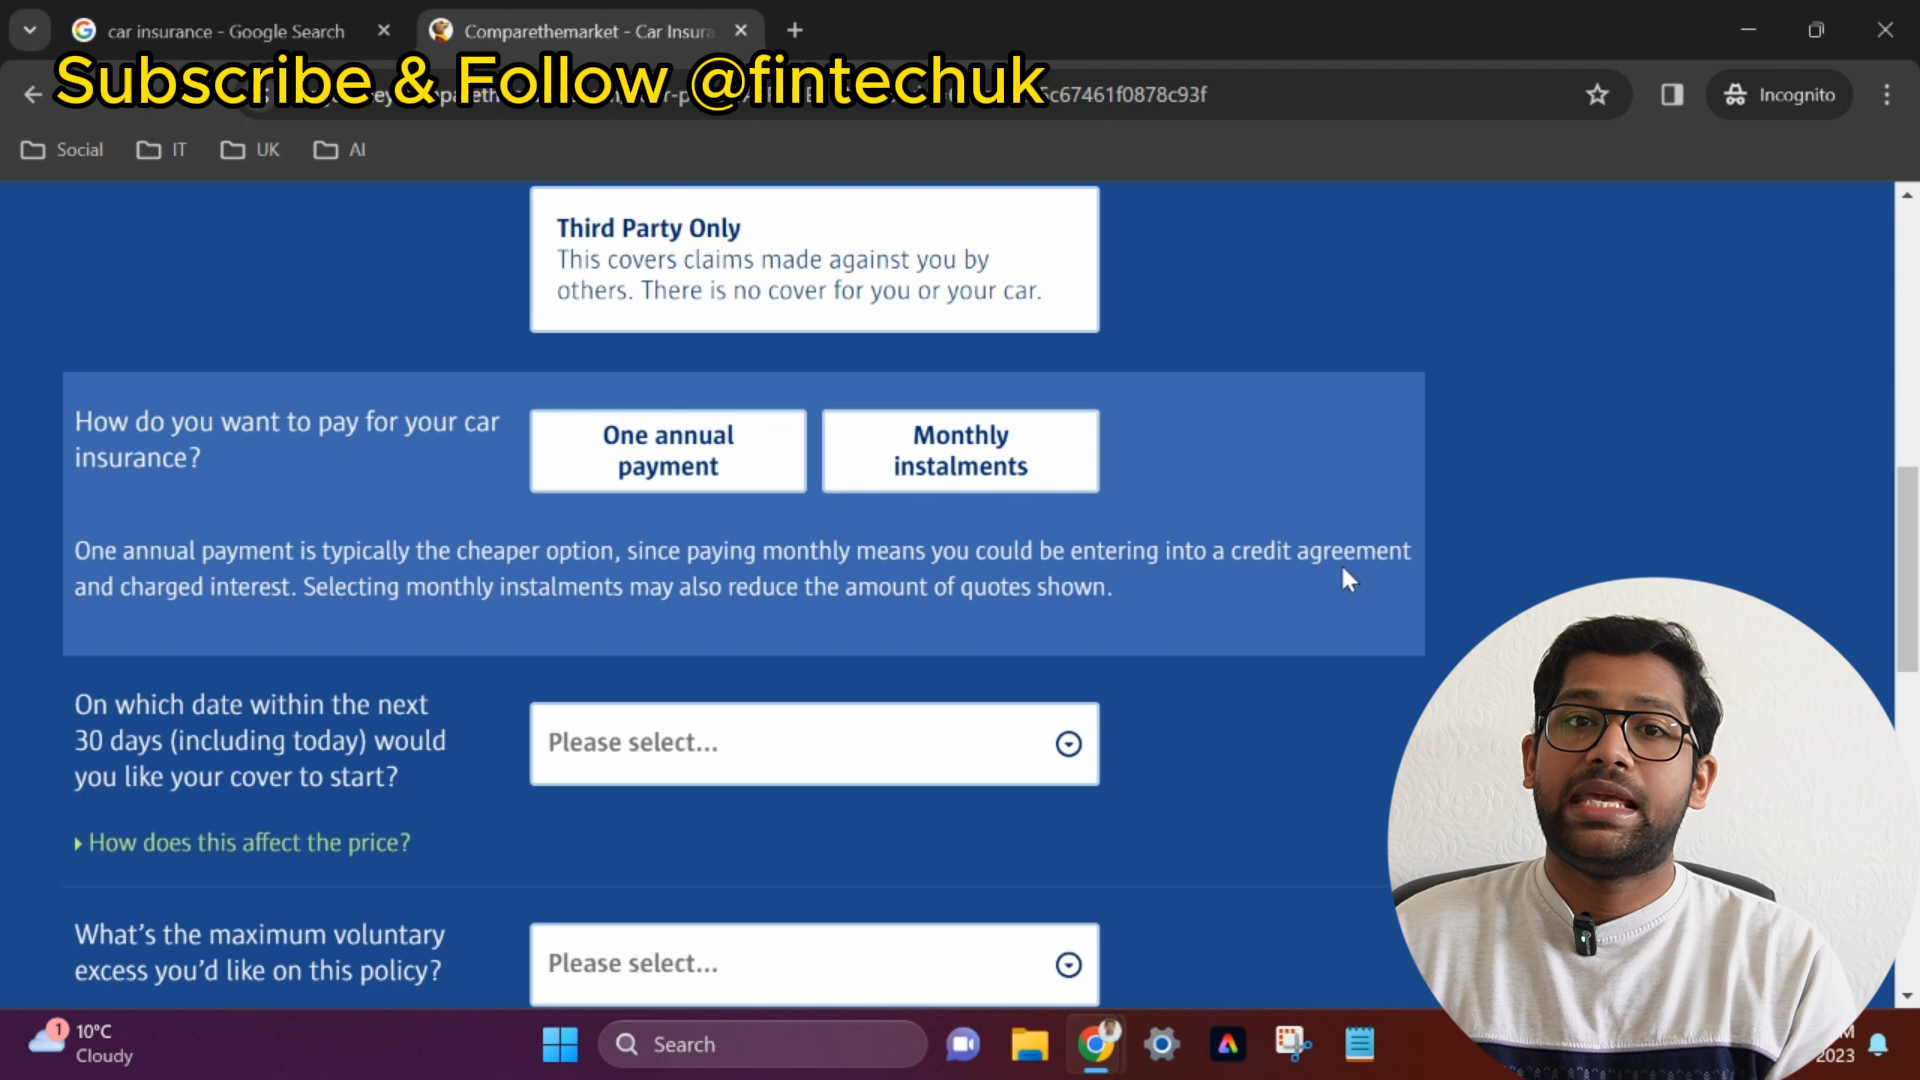 car insurance - Google Search
Comparethemarket - Car Insura
Subscribe & Follow @fintechuk
5c67461f0878c93f
Incognito
Social
IT
UK
AI
Third Party Only
This covers claims made against you by
others. There is no cover for you or your car.
How do you want to pay for your car
insurance?
One annual
payment
Monthly
instalments
One annual payment is typically the cheaper option, since paying monthly means you could be entering into a credit agreement
and charged interest. Selecting monthly instalments may also reduce the amount of quotes shown.
On which date within the next
30 days (including today) would
you like your cover to start?
Please select...
How does this affect the price?
What's the maximum voluntary
excess you'd like on this policy?
Please select...
1
10°C
Cloudy
Search
2023